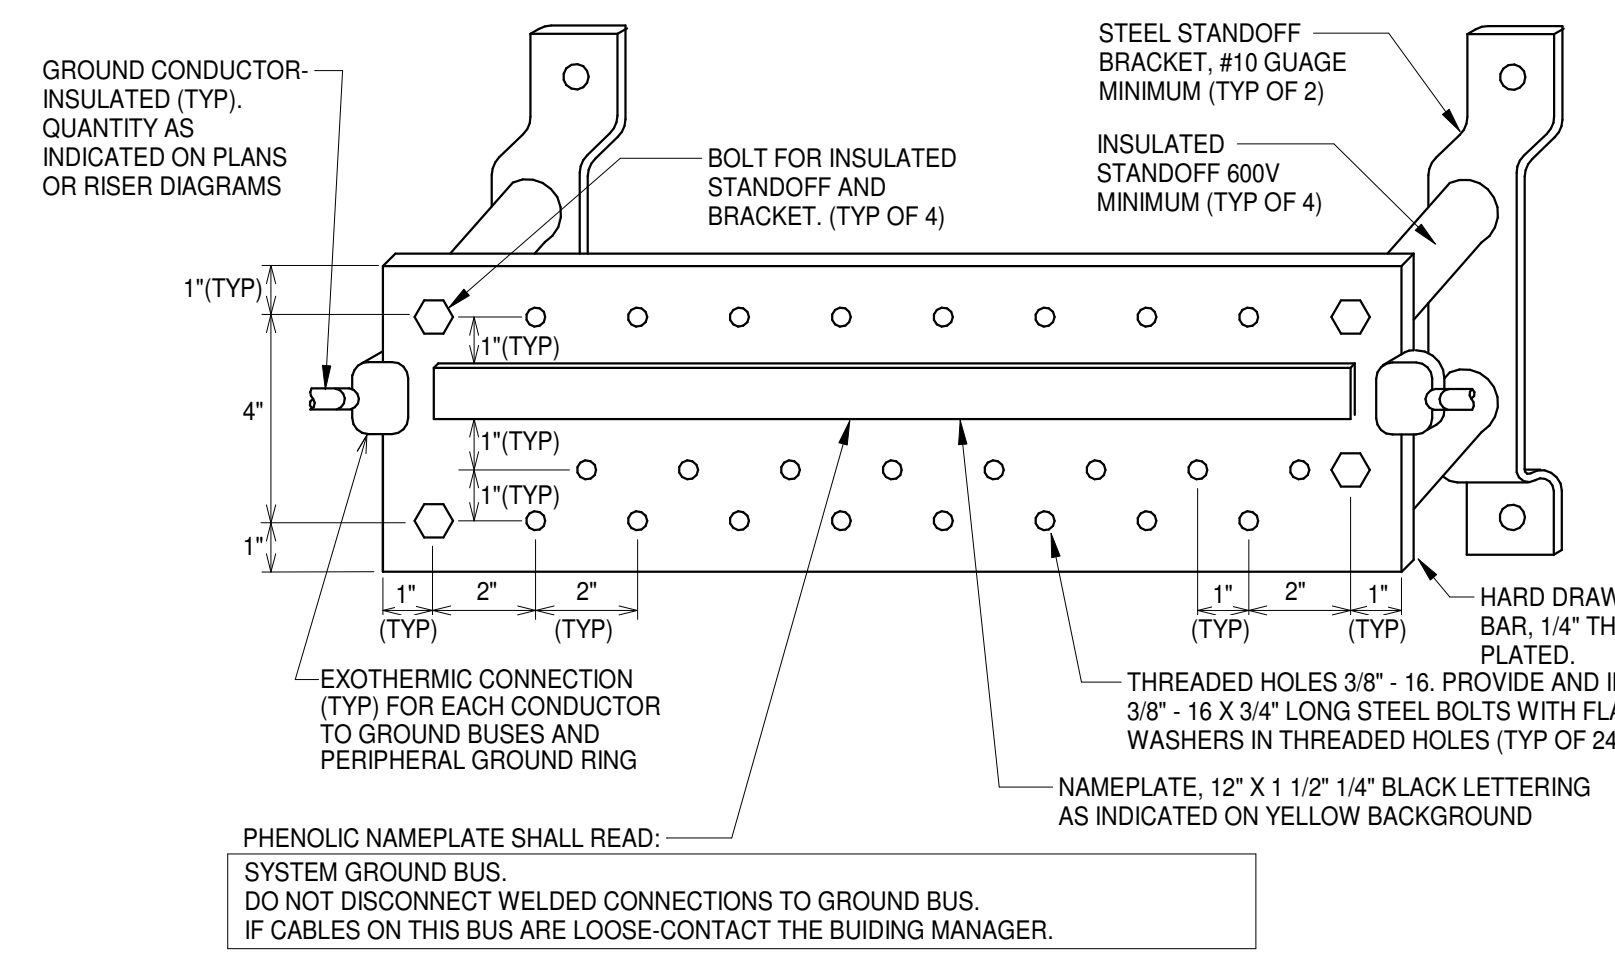 GROUND CONDUCTOR-
INSULATED (TYP).
QUANTITY AS
INDICATED ON PLANS
OR RISER DIAGRAMS
BOLT FOR INSULATED
STANDOFF AND
BRACKET. (TYP OF 4)
STEEL STANDOFF
BRACKET, #10 GUAGE
MINIMUM (TYP OF 2)
INSULATED
STANDOFF 600V
MINIMUM (TYP OF 4)
1"(TYP)
4"
1"
1"(TYP)
1"(TYP)
1"(TYP)
1"
(TYP)
2"
2"
(TYP)
1"
(TYP)
2"
1"
(TYP)
HARD
BAR, 1/4"
PLATED.
THREADED HOLES 3/8" - 16. PROVIDE AND
3/8" - 16 X 3/4" LONG STEEL BOLTS WITH
WASHERS IN THREADED HOLES (TYP OF 24
EXOTHERMIC CONNECTION
(TYP) FOR EACH CONDUCTOR
TO GROUND BUSES AND
PERIPHERAL GROUND RING
NAMEPLATE, 12" X 1 1/2" 1/4" BLACK LETTERING
AS INDICATED ON YELLOW BACKGROUND
PHENOLIC NAMEPLATE SHALL READ:
SYSTEM GROUND BUS.
DO NOT DISCONNECT WELDED CONNECTIONS TO GROUND BUS.
IF CABLES ON THIS BUS ARE LOOSE-CONTACT THE BUIDING MANAGER.